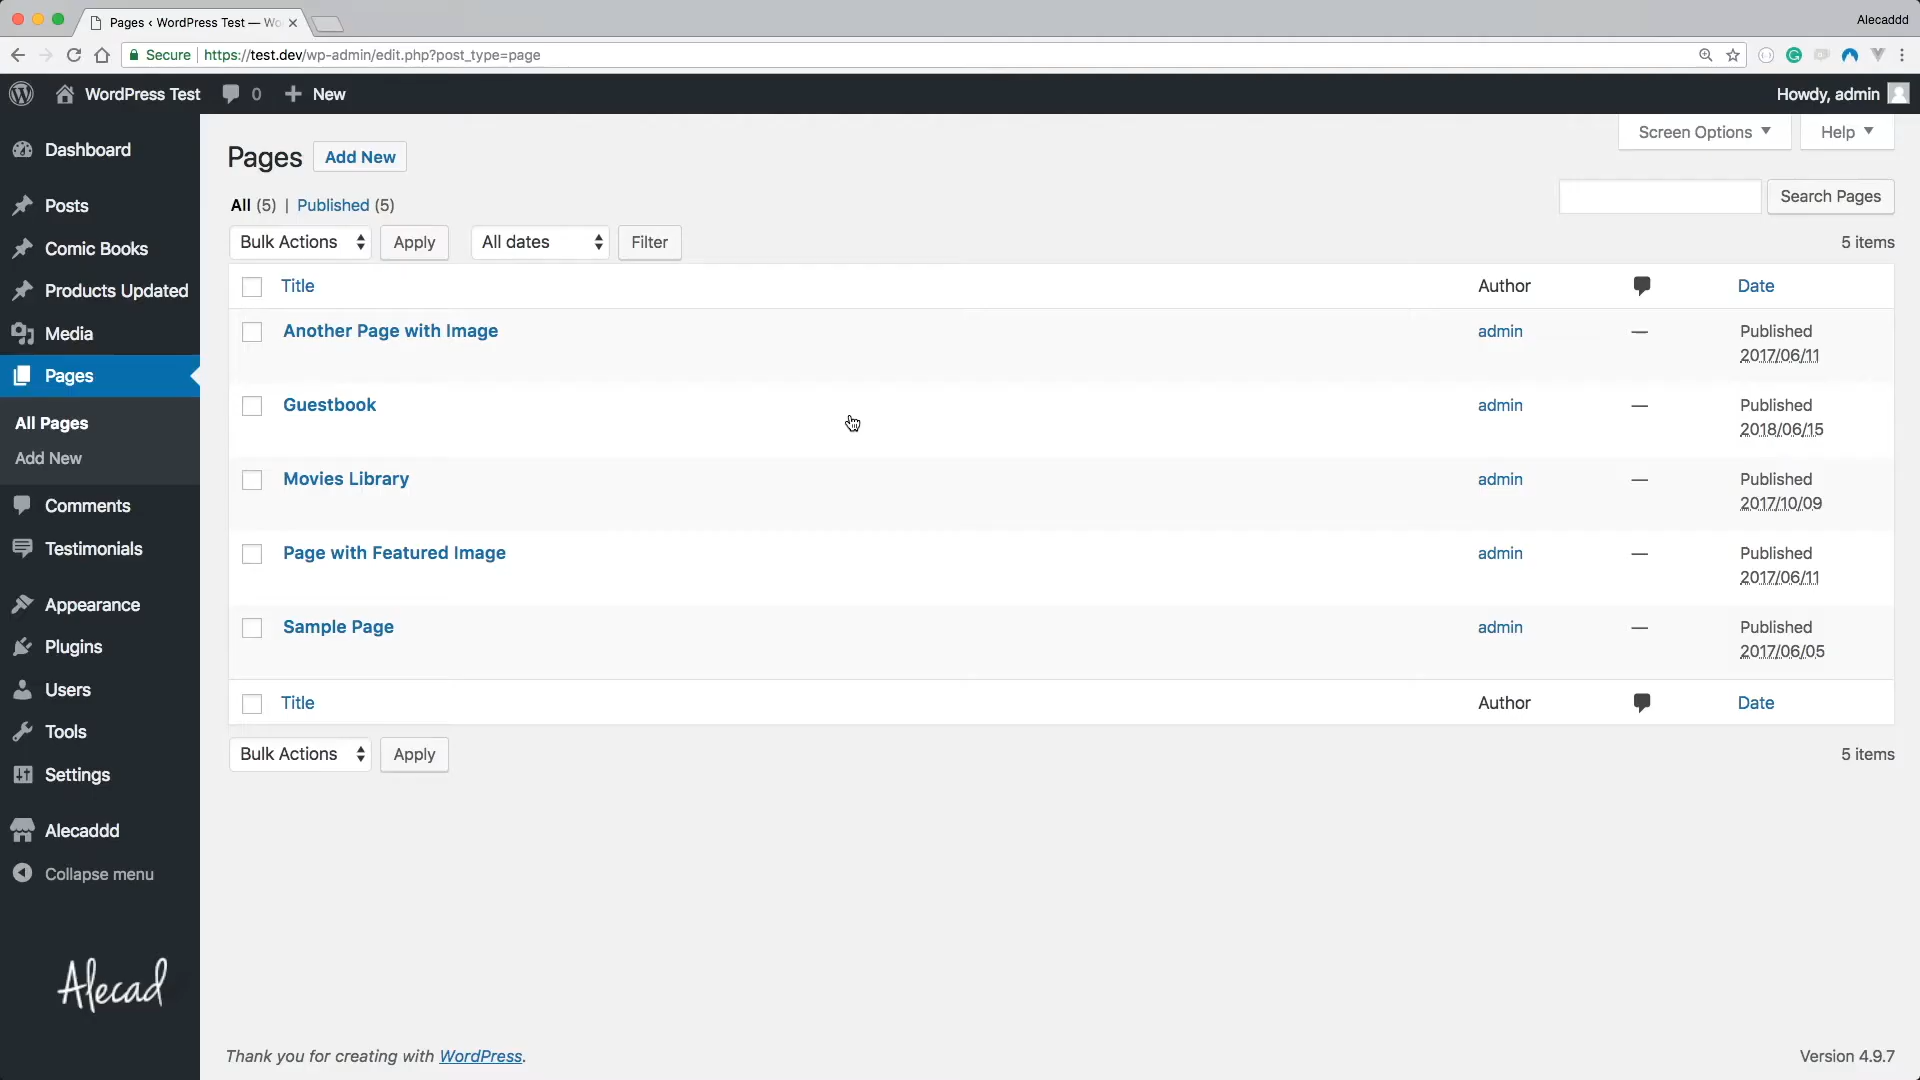 Pages ‹ WordPress Test — Wo
Alecaddd
Secure https://test.dev/wp-admin/edit.php?post_type=page
WordPress Test 0 New Howdy, admin
Screen Options Help
Dashboard
Posts
Comic Books
Products Updated
Media
Pages
All Pages
Add New
Comments
Testimonials
Appearance
Plugins
Users
Tools
Settings
Alecaddd
Collapse menu
Alecad
Pages Add New
All (5) | Published (5)
Search Pages
Bulk Actions Apply All dates Filter 5 items
Title Author Date
Another Page with Image admin — Published
2017/06/11
Guestbook admin — Published
2018/06/15
Movies Library admin — Published
2017/10/09
Page with Featured Image admin — Published
2017/06/11
Sample Page admin — Published
2017/06/05
Title Author Date
Bulk Actions Apply 5 items
Thank you for creating with WordPress. Version 4.9.7